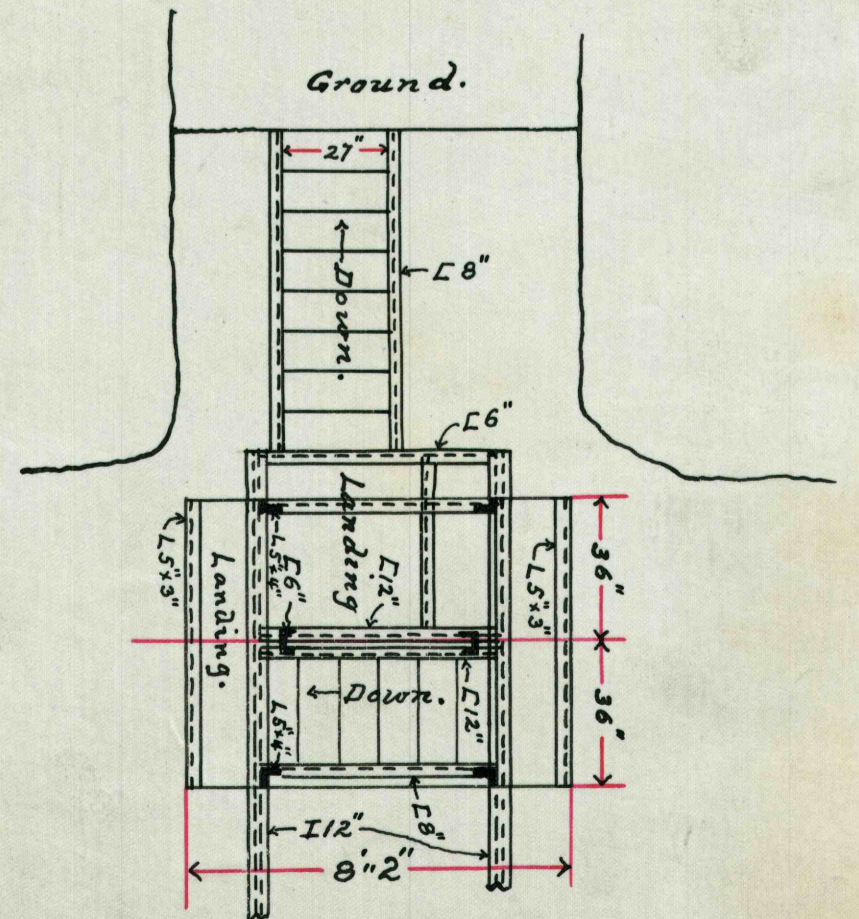 Ground.
27"
←Down.
[8"
[6"
Landing
L5"x4"
[6"
[12"
L5"x3"
Landing.
L5"x3"
36"
36"
←Down.
[12"
L5"x4"
[8"
I12"
8'2"